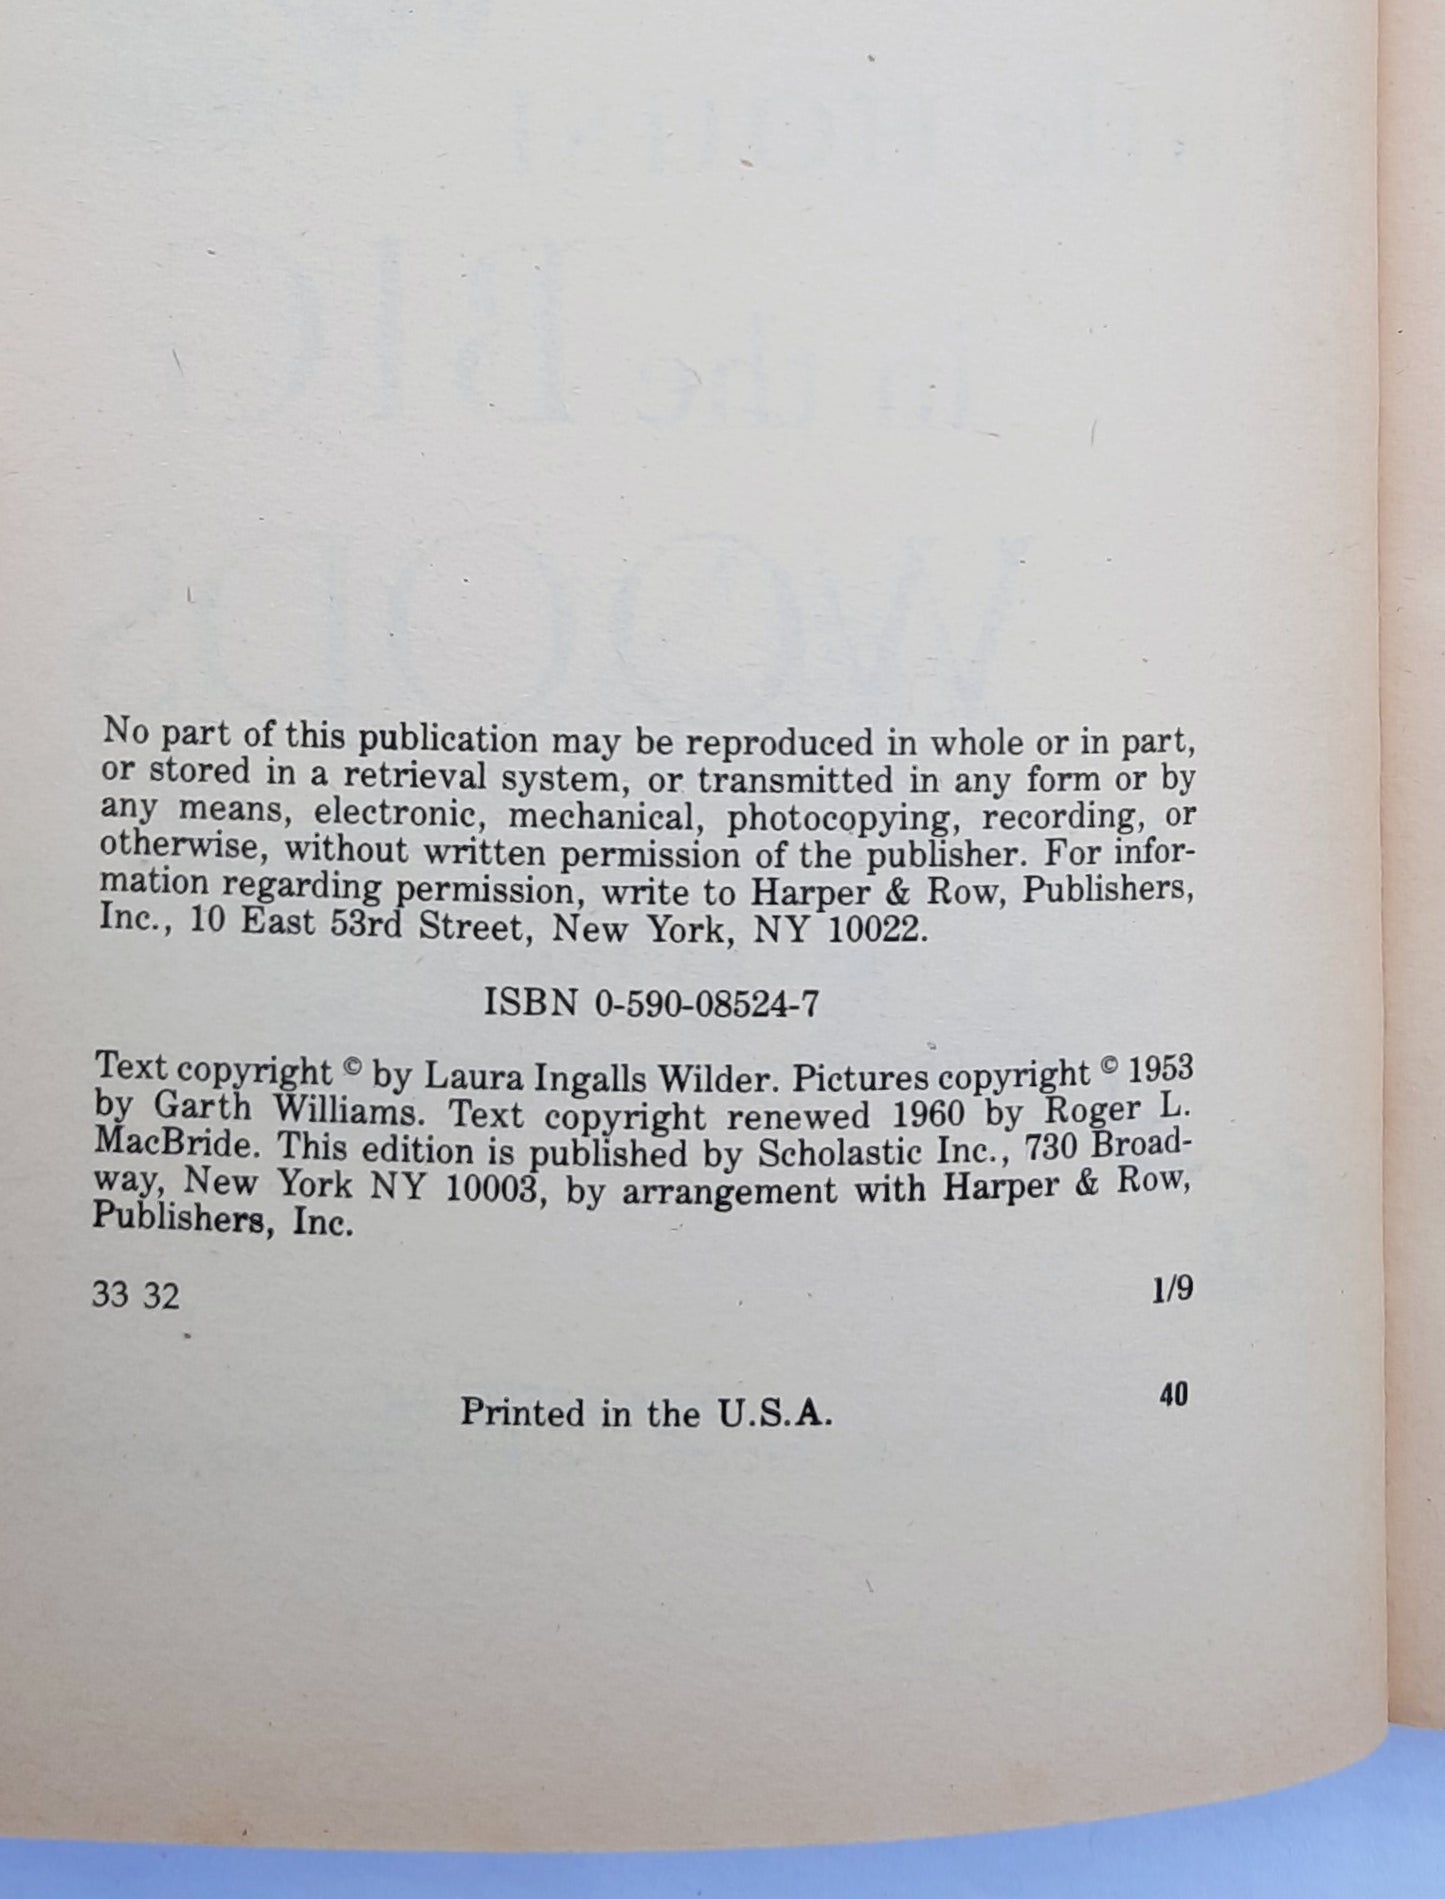 No part of this publication may be reproduced in whole or in part,
or stored in a retrieval system, or transmitted in any form or by
any means, electronic, mechanical, photocopying, recording, or
otherwise, without written permission of the publisher. For infor-
mation regarding permission, write to Harper & Row, Publishers,
Inc., 10 East 53rd Street, New York, NY 10022.
ISBN 0-590-08524-7
Text copyright © by Laura Ingalls Wilder. Pictures copyright © 1953
by Garth Williams. Text copyright renewed 1960 by Roger L.
MacBride. This edition is published by Scholastic Inc., 730 Broad-
way, New York NY 10003, by arrangement with Harper & Row,
Publishers, Inc.
33 32 1/9
Printed in the U.S.A. 40